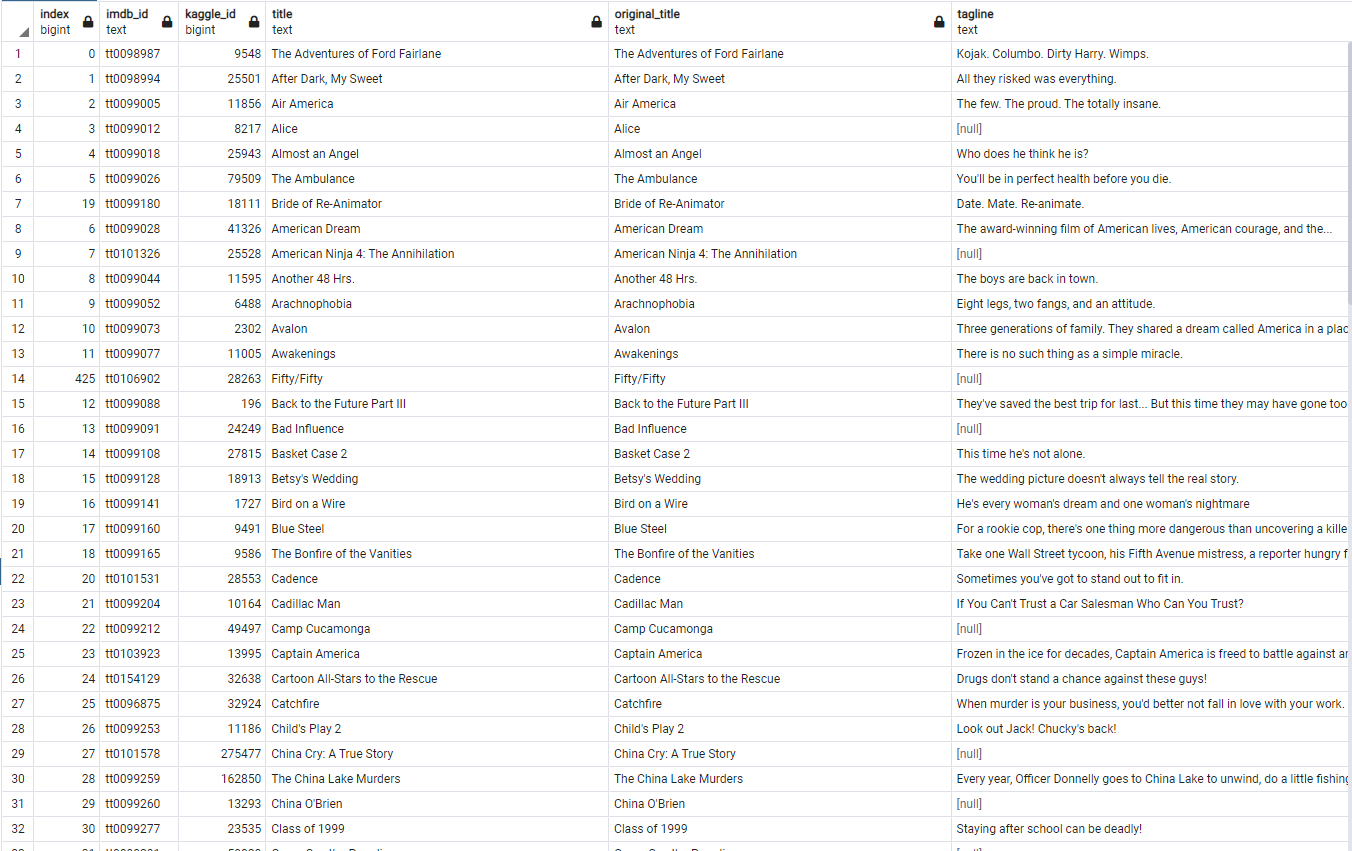 index imdb_id kaggle_id title original_title tagline
bigint text bigint text text text
1 0 tt0098987 9548 The Adventures of Ford Fairlane The Adventures of Ford Fairlane Kojak. Columbo. Dirty Harry. Wimps.
2 1 tt0098994 25501 After Dark, My Sweet After Dark, My Sweet All they risked was everything.
3 2 tt0099005 11856 Air America Air America The few. The proud. The totally insane.
4 3 tt0099012 8217 Alice Alice [null]
5 4 tt0099018 25943 Almost an Angel Almost an Angel Who does he think he is?
6 5 tt0099026 79509 The Ambulance The Ambulance You'll be in perfect health before you die.
7 19 tt0099180 18111 Bride of Re-Animator Bride of Re-Animator Date. Mate. Re-animate.
8 6 tt0099028 41326 American Dream American Dream The award-winning film of American lives, American courage, and the...
9 7 tt0101326 25528 American Ninja 4: The Annihilation American Ninja 4: The Annihilation [null]
10 8 tt0099044 11595 Another 48 Hrs. Another 48 Hrs. The boys are back in town.
11 9 tt0099052 6488 Arachnophobia Arachnophobia Eight legs, two fangs, and an attitude.
12 10 tt0099073 2302 Avalon Avalon Three generations of family. They shared a dream called America in a plac
13 11 tt0099077 11005 Awakenings Awakenings There is no such thing as a simple miracle.
14 425 tt0106902 28263 Fifty/Fifty Fifty/Fifty [null]
15 12 tt0099088 196 Back to the Future Part III Back to the Future Part III They've saved the best trip for last... But this time they may have gone too
16 13 tt0099091 24249 Bad Influence Bad Influence [null]
17 14 tt0099108 27815 Basket Case 2 Basket Case 2 This time he's not alone.
18 15 tt0099128 18913 Betsy's Wedding Betsy's Wedding The wedding picture doesn't always tell the real story.
19 16 tt0099141 1727 Bird on a Wire Bird on a Wire He's every woman's dream and one woman's nightmare
20 17 tt0099160 9491 Blue Steel Blue Steel For a rookie cop, there's one thing more dangerous than uncovering a kille
21 18 tt0099165 9586 The Bonfire of the Vanities The Bonfire of the Vanities Take one Wall Street tycoon, his Fifth Avenue mistress, a reporter hungry f
22 20 tt0101531 28553 Cadence Cadence Sometimes you've got to stand out to fit in.
23 21 tt0099204 10164 Cadillac Man Cadillac Man If You Can't Trust a Car Salesman Who Can You Trust?
24 22 tt0099212 49497 Camp Cucamonga Camp Cucamonga [null]
25 23 tt0103923 13995 Captain America Captain America Frozen in the ice for decades, Captain America is freed to battle against ar
26 24 tt0154129 32638 Cartoon All-Stars to the Rescue Cartoon All-Stars to the Rescue Drugs don't stand a chance against these guys!
27 25 tt0096875 32924 Catchfire Catchfire When murder is your business, you'd better not fall in love with your work.
28 26 tt0099253 11186 Child's Play 2 Child's Play 2 Look out Jack! Chucky's back!
29 27 tt0101578 275477 China Cry: A True Story China Cry: A True Story [null]
30 28 tt0099259 162850 The China Lake Murders The China Lake Murders Every year, Officer Donnelly goes to China Lake to unwind, do a little fishing
31 29 tt0099260 13293 China O'Brien China O'Brien [null]
32 30 tt0099277 23535 Class of 1999 Class of 1999 Staying after school can be deadly!